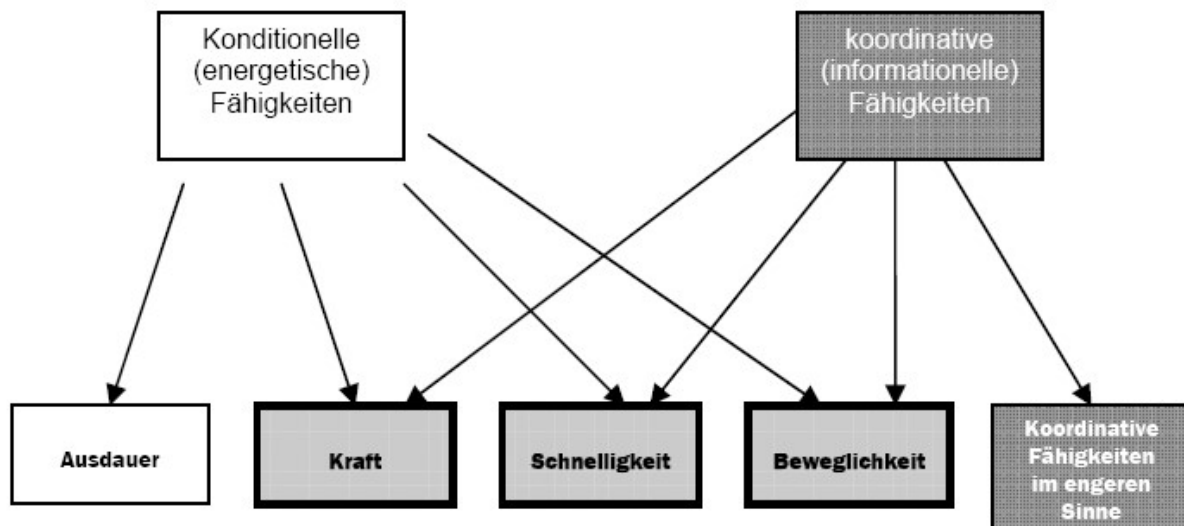 Konditionelle
(energetische)
Fähigkeiten
koordinative
(informationelle)
Fähigkeiten
Ausdauer
Kraft
Schnelligkeit
Beweglichkeit
Koordinative
Fähigkeiten
im engeren
Sinne